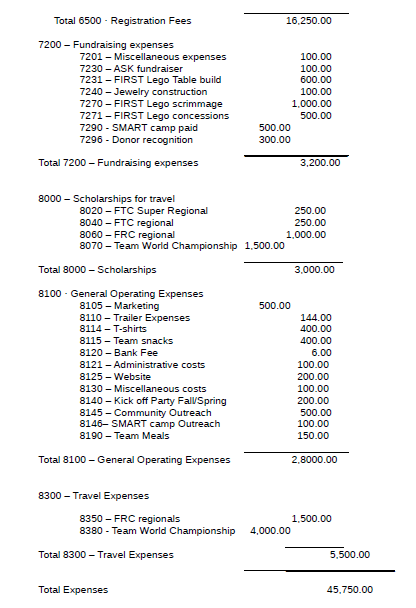 Total 6500 · Registration Fees 16,250.00
7200 – Fundraising expenses
7201 – Miscellaneous expenses 100.00
7230 – ASK fundraiser 100.00
7231 – FIRST Lego Table build 600.00
7240 – Jewelry construction 100.00
7270 – FIRST Lego scrimmage 1,000.00
7271 – FIRST Lego concessions 500.00
7290 - SMART camp paid 500.00
7296 - Donor recognition 300.00
Total 7200 – Fundraising expenses 3,200.00
8000 – Scholarships for travel
8020 – FTC Super Regional 250.00
8040 – FTC regional 250.00
8060 – FRC regional 1,000.00
8070 – Team World Championship 1,500.00
Total 8000 – Scholarships 3,000.00
8100 · General Operating Expenses
8105 – Marketing 500.00
8110 – Trailer Expenses 144.00
8114 – T-shirts 400.00
8115 – Team snacks 400.00
8120 – Bank Fee 6.00
8121 – Administrative costs 100.00
8125 – Website 200.00
8130 – Miscellaneous costs 100.00
8140 – Kick off Party Fall/Spring 200.00
8145 – Community Outreach 500.00
8146– SMART camp Outreach 100.00
8190 – Team Meals 150.00
Total 8100 – General Operating Expenses 2,8000.00
8300 – Travel Expenses
8350 – FRC regionals 1,500.00
8380 - Team World Championship 4,000.00
Total 8300 – Travel Expenses 5,500.00
Total Expenses 45,750.00